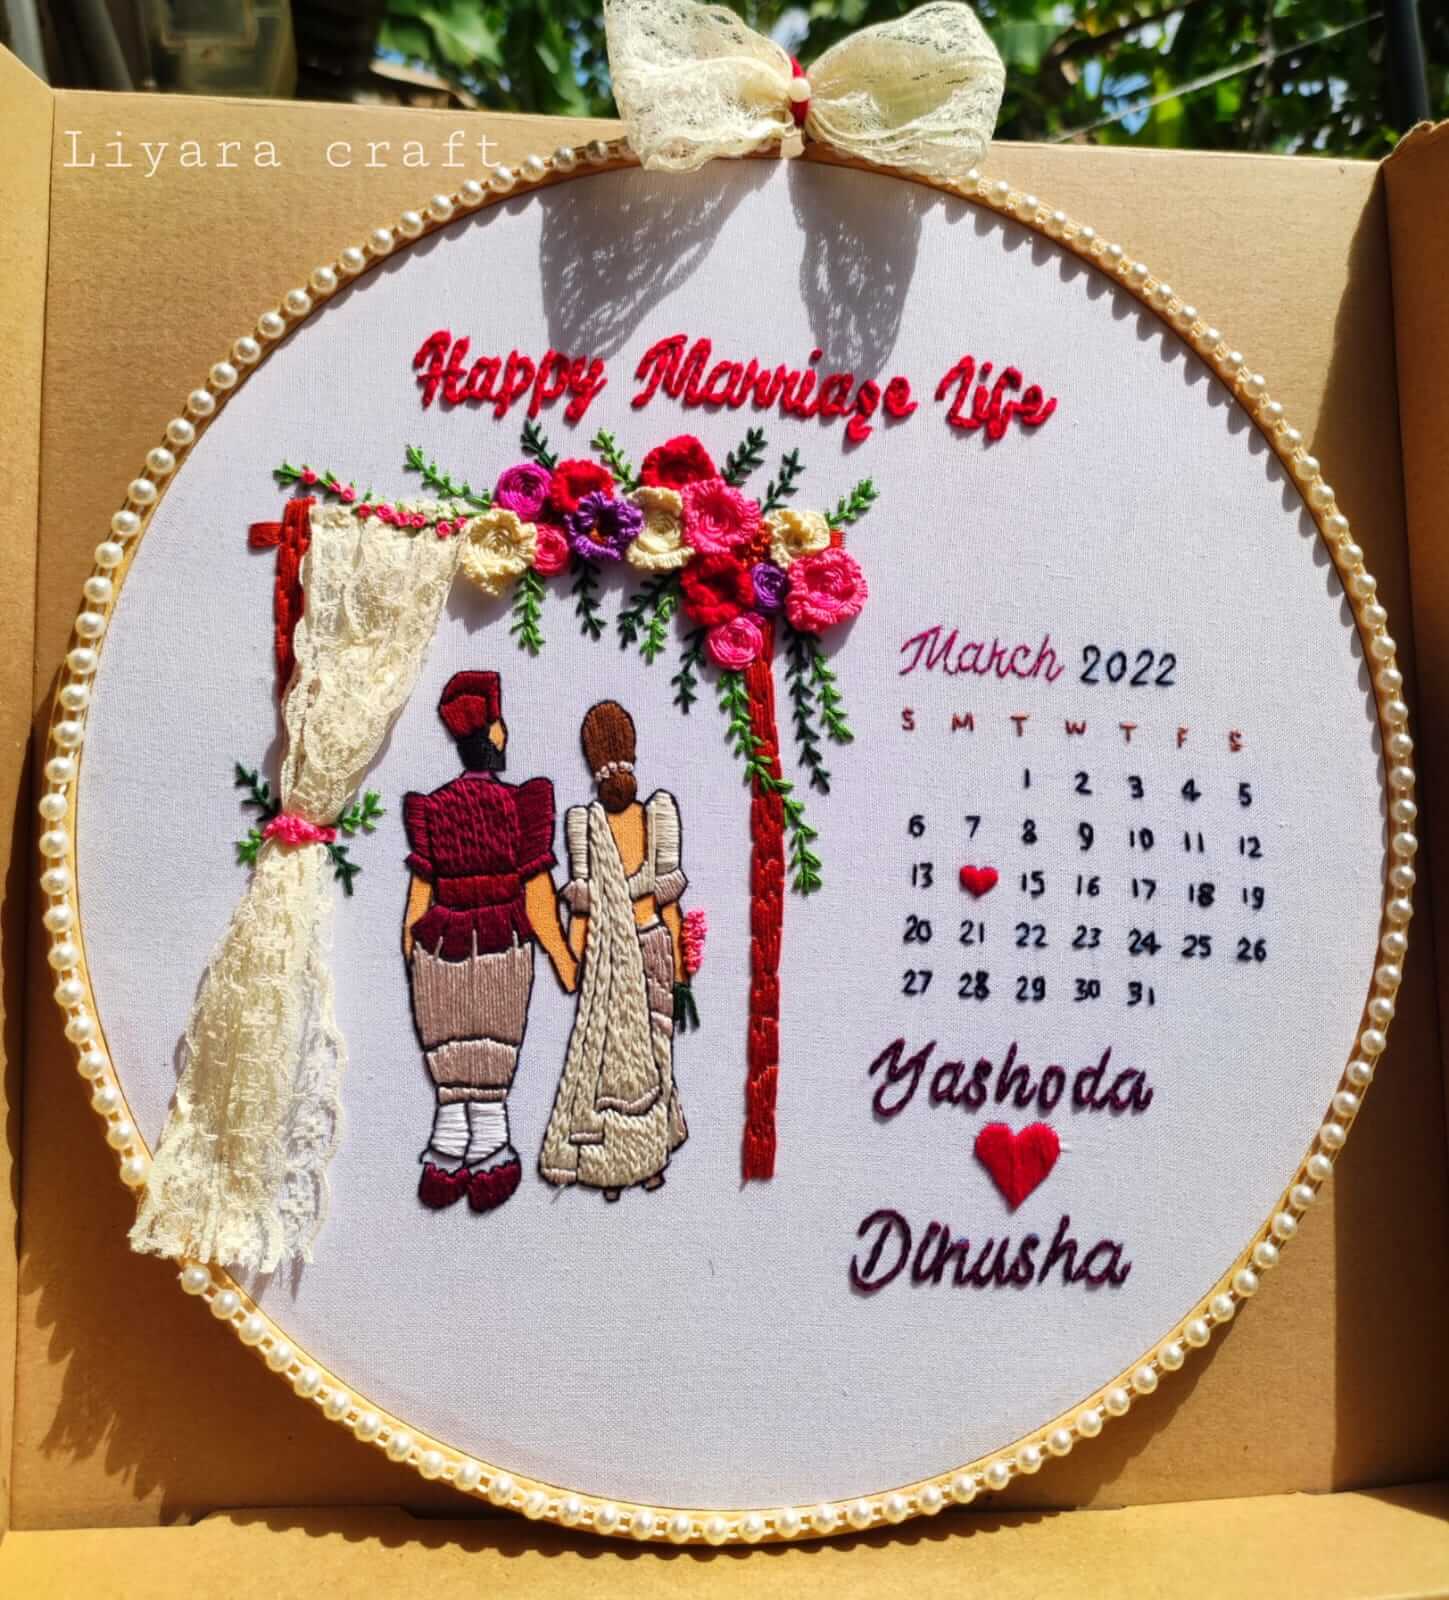 Liyara craft
Happy Marriage Life
March 2022
S M T W T F S
1 2 3 4 5
6 7 8 9 10 11 12
13 15 16 17 18 19
20 21 22 23 24 25 26
27 28 29 30 31
Yashoda
Dinusha